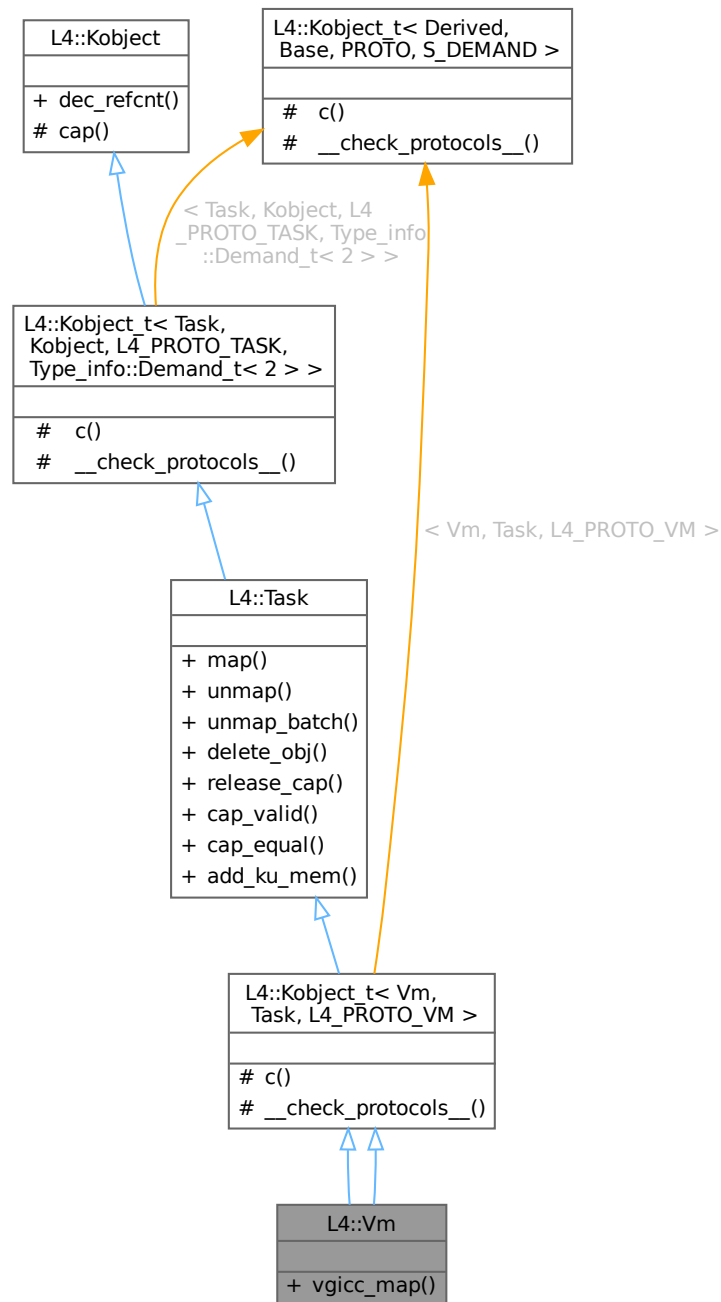 L4::Kobject
+ dec_refcnt()
# cap()
L4::Kobject_t< Derived,
Base, PROTO, S_DEMAND >
# c()
# __check_protocols__()
< Task, Kobject, L4
_PROTO_TASK, Type_info
::Demand_t< 2 > >
L4::Kobject_t< Task,
Kobject, L4_PROTO_TASK,
Type_info::Demand_t< 2 > >
# c()
# __check_protocols__()
< Vm, Task, L4_PROTO_VM >
L4::Task
+ map()
+ unmap()
+ unmap_batch()
+ delete_obj()
+ release_cap()
+ cap_valid()
+ cap_equal()
+ add_ku_mem()
L4::Kobject_t< Vm,
Task, L4_PROTO_VM >
# c()
# __check_protocols__()
L4::Vm
+ vgicc_map()